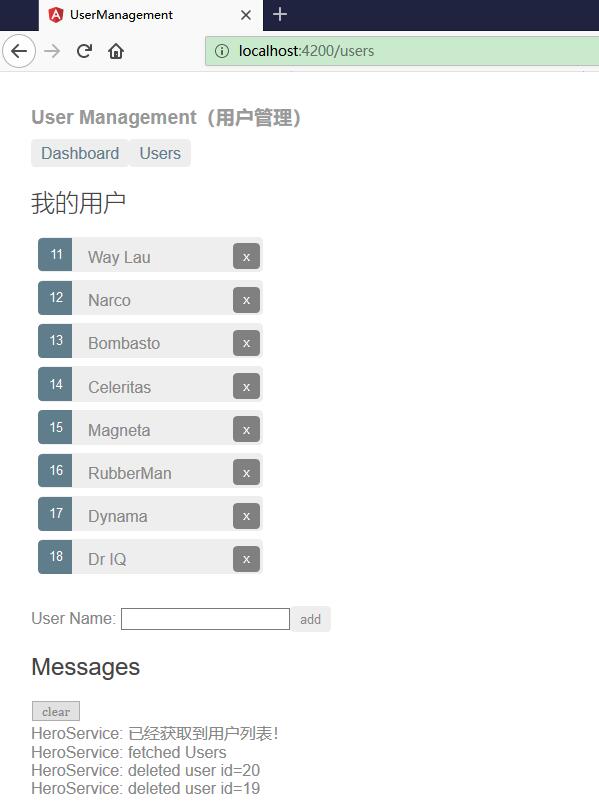 UserManagement
localhost:4200/users
User Management（用户管理）
Dashboard Users
我的用户
11 Way Lau x
12 Narco x
13 Bombasto x
14 Celeritas x
15 Magneta x
16 RubberMan x
17 Dynama x
18 Dr IQ x
User Name: add
Messages
clear
HeroService: 已经获取到用户列表！
HeroService: fetched Users
HeroService: deleted user id=20
HeroService: deleted user id=19